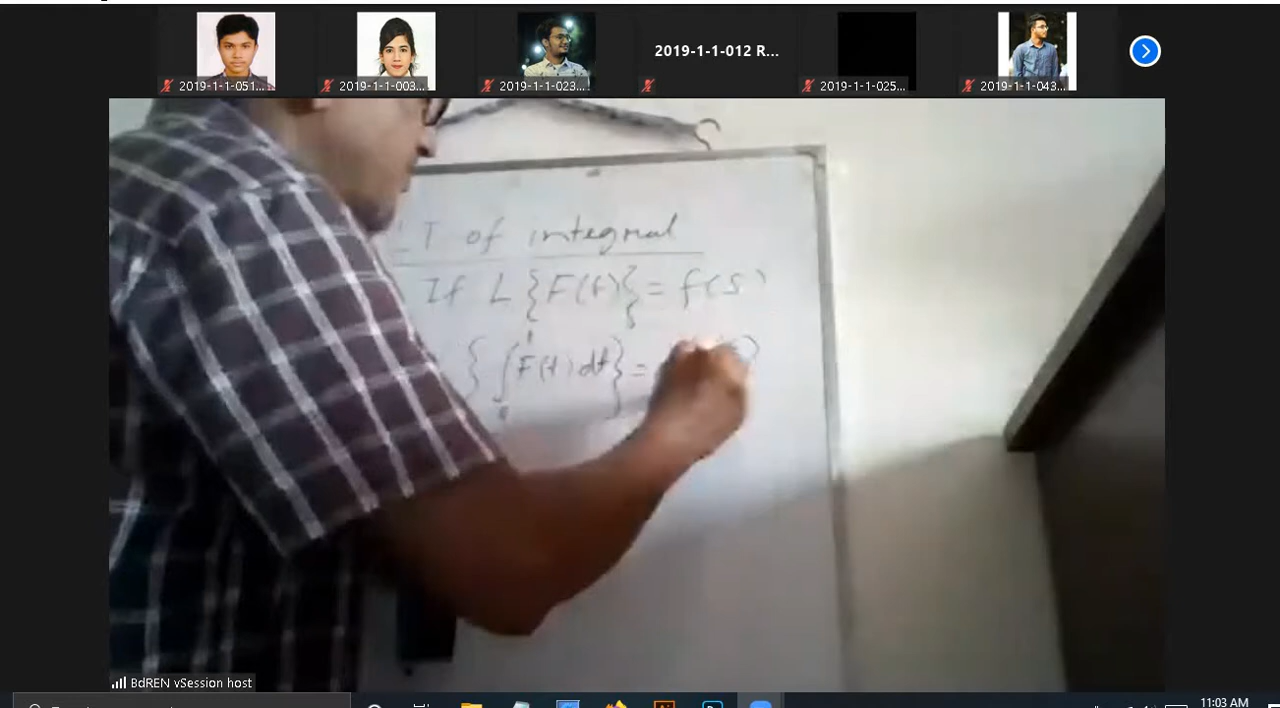 2019-1-1-051...
2019-1-1-003...
2019-1-1-023...
2019-1-1-012 R...
2019-1-1-025...
2019-1-1-043...
LT of integral
If L {F(t)} = f(s)
{ ∫ F(t) dt } =
BdREN vSession host
11:03 AM